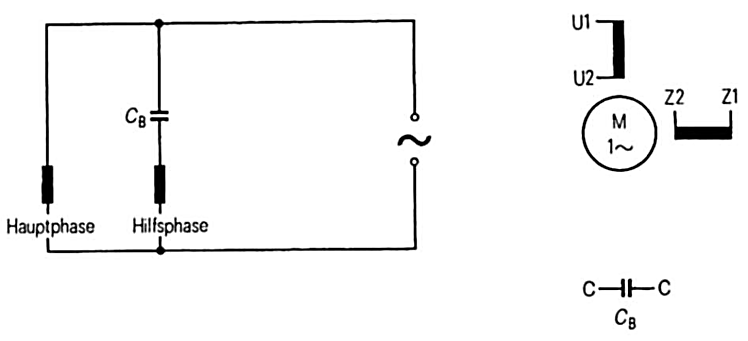 C_B
~
Hauptphase
Hilfsphase
U1
U2
Z2 Z1
M
1~
C C
C_B